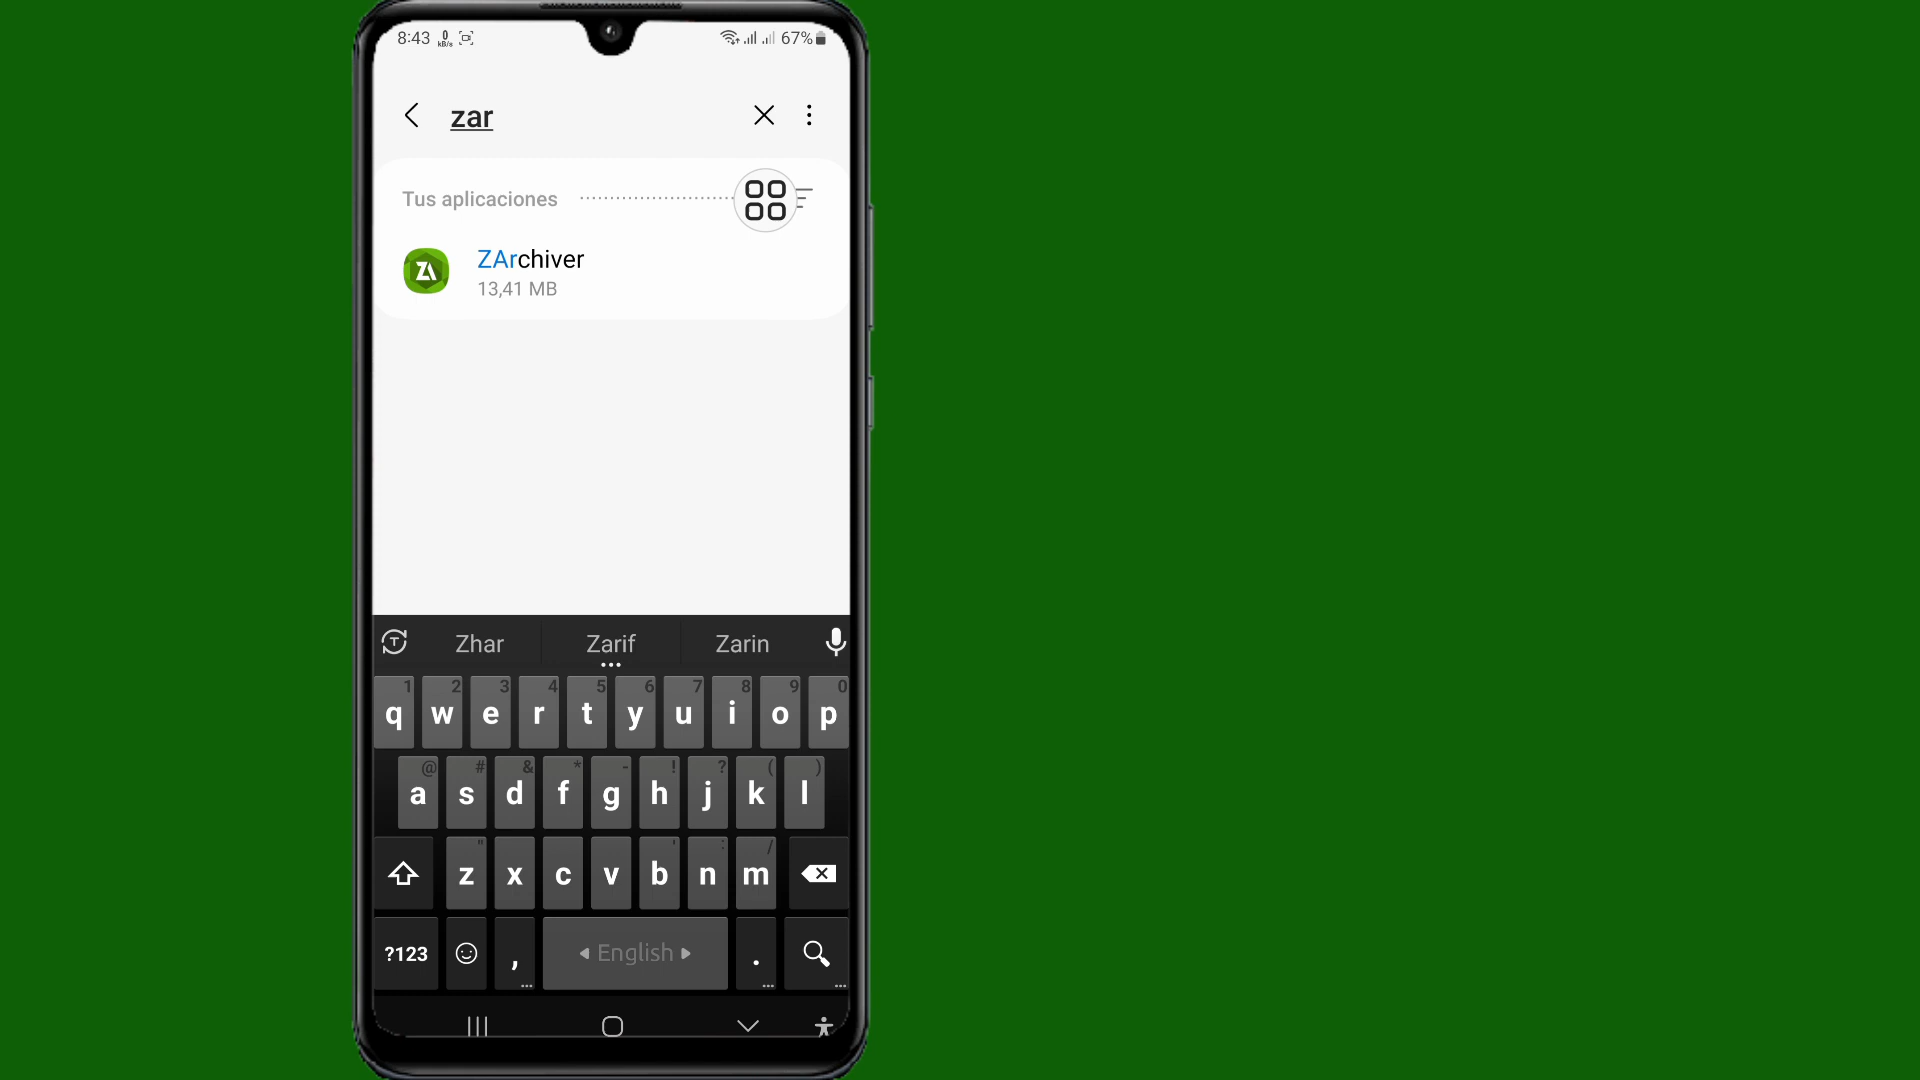 8:43 0 kB/s 67%
zar
Tus aplicaciones
ZA ZArchiver
13,41 MB
T Zhar Zarif Zarin
1 2 3 4 5 6 7 8 9 0
q w e r t y u i o p
@ # & * - ! ? ( )
a s d f g h j k l
" ' : /
z x c v b n m
?123 , English .